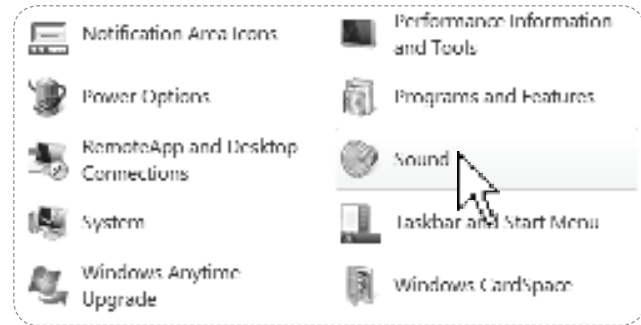 Notification Area Icons
Performance Information
and Tools
Power Options
Programs and Features
RemoteApp and Desktop
Connections
Sound
System
Taskbar and Start Menu
Windows Anytime
Upgrade
Windows CardSpace